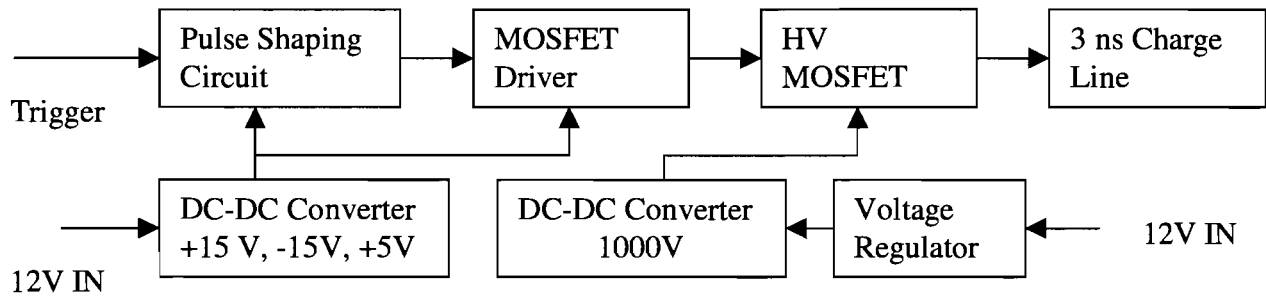 Pulse Shaping
Circuit
MOSFET
Driver
HV
MOSFET
3 ns Charge
Line
Trigger
DC-DC Converter
+15 V, -15V, +5V
DC-DC Converter
1000V
Voltage
Regulator
12V IN
12V IN